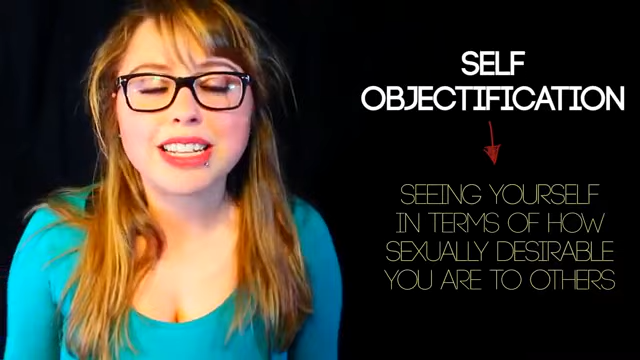 SELF
OBJECTIFICATION
SEEING YOURSELF
IN TERMS OF HOW
SEXUALLY DESIRABLE
YOU ARE TO OTHERS